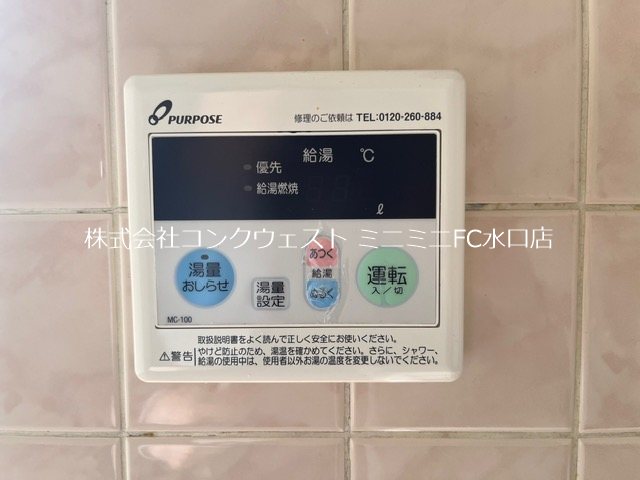 PURPOSE
修理のご依頼は TEL:0120-260-884
給湯 ℃
優先
給湯燃焼
ℓ
株式会社コンクウェスト ミニミニFC水口店
湯量
おしらせ
湯量
設定
あつく
給湯
ぬるく
運転
入/切
MC-100
取扱説明書をよく読んで正しく安全にお使いください。
⚠警告
やけど防止のため、湯温を確かめてください。さらに、シャワー、
給湯の使用中は、使用者以外お湯の温度を変更しないでください。